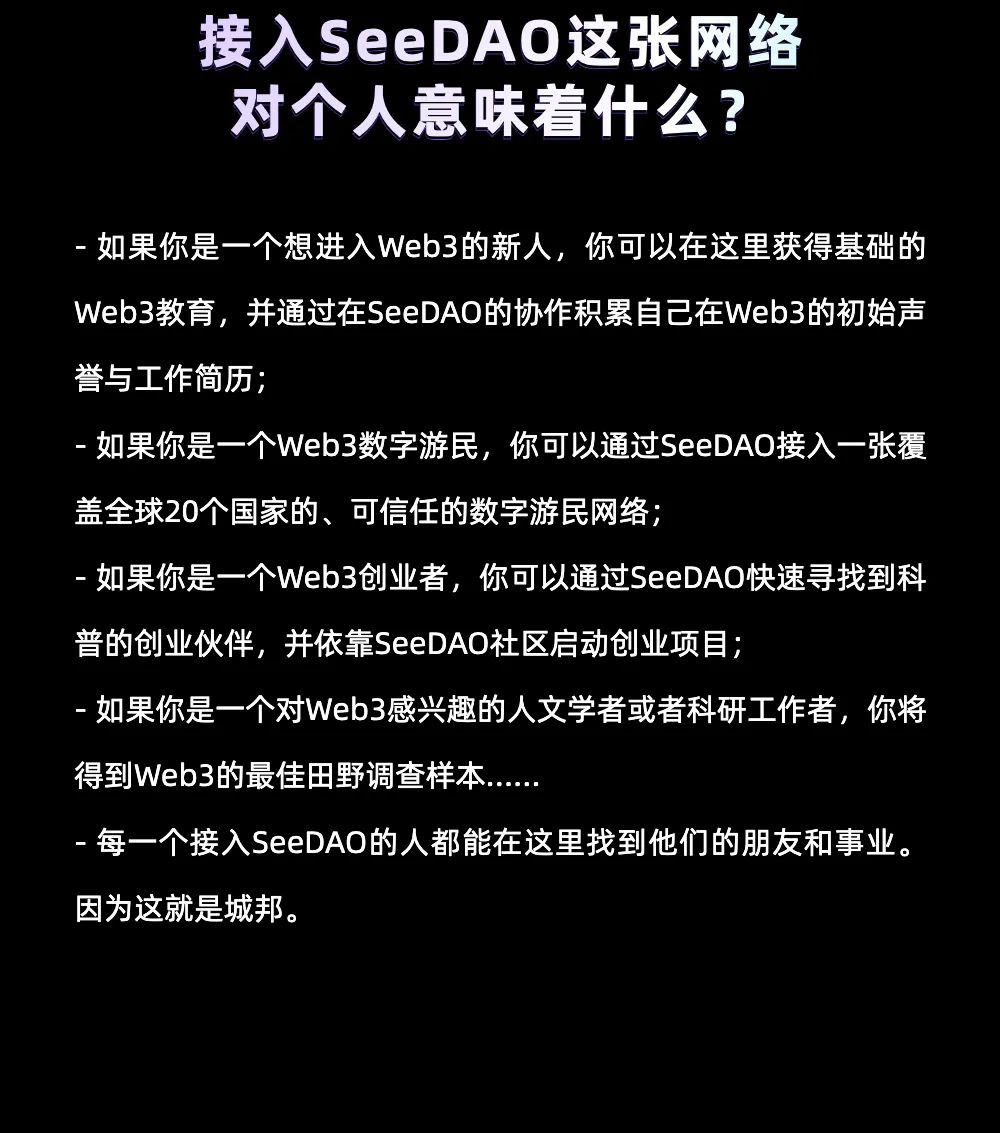 接入SeeDAO这张网络
对个人意味着什么？
- 如果你是一个想进入Web3的新人，你可以在这里获得基础的
Web3教育，并通过在SeeDAO的协作积累自己在Web3的初始声
誉与工作简历；
- 如果你是一个Web3数字游民，你可以通过SeeDAO接入一张覆
盖全球20个国家的、可信任的数字游民网络；
- 如果你是一个Web3创业者，你可以通过SeeDAO快速寻找到科
普的创业伙伴，并依靠SeeDAO社区启动创业项目；
- 如果你是一个对Web3感兴趣的人文学者或者科研工作者，你将
得到Web3的最佳田野调查样本......
- 每一个接入SeeDAO的人都能在这里找到他们的朋友和事业。
因为这就是城邦。